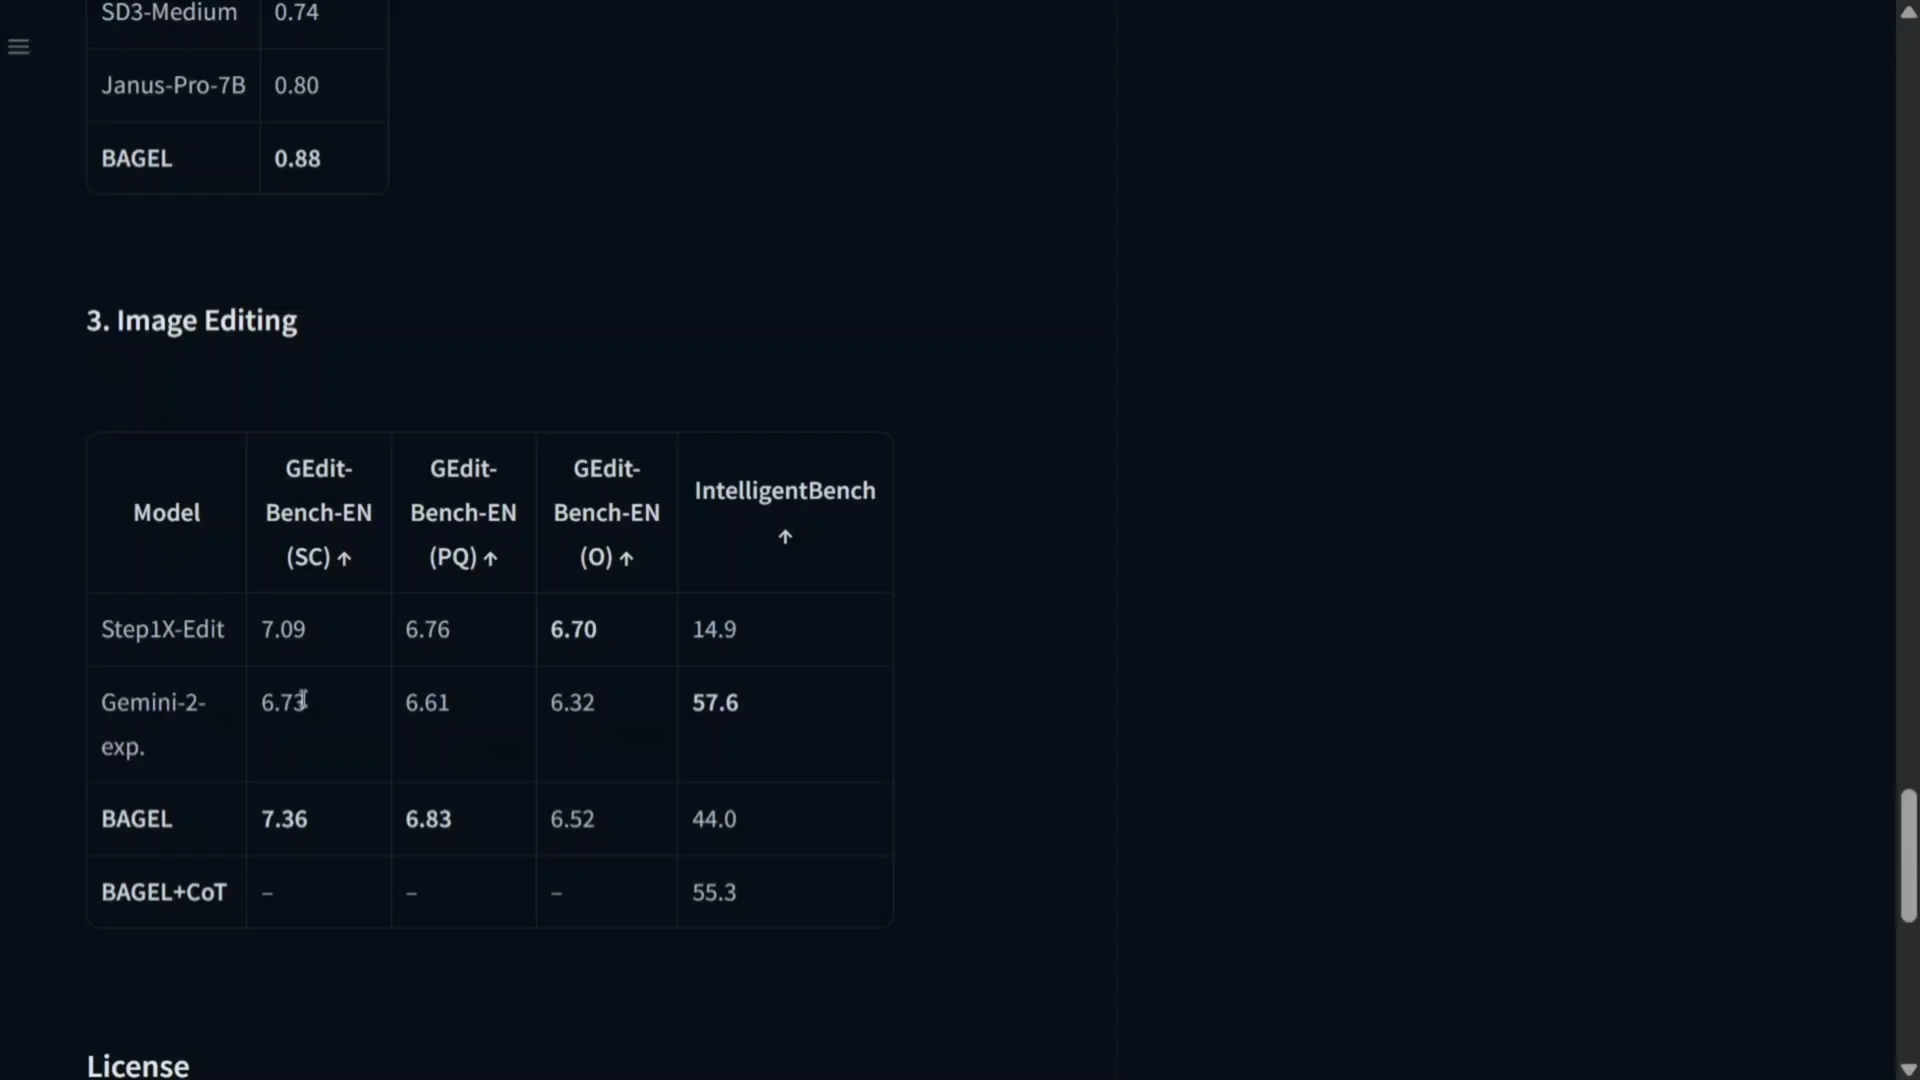 SD3-Medium 0.74
Janus-Pro-7B 0.80
BAGEL 0.88
3. Image Editing
Model
GEdit-
Bench-EN
(SC) ↑
GEdit-
Bench-EN
(PQ) ↑
GEdit-
Bench-EN
(O) ↑
IntelligentBench
↑
Step1X-Edit 7.09 6.76 6.70 14.9
Gemini-2- 6.73 6.61 6.32 57.6
exp.
BAGEL 7.36 6.83 6.52 44.0
BAGEL+CoT – – – 55.3
License